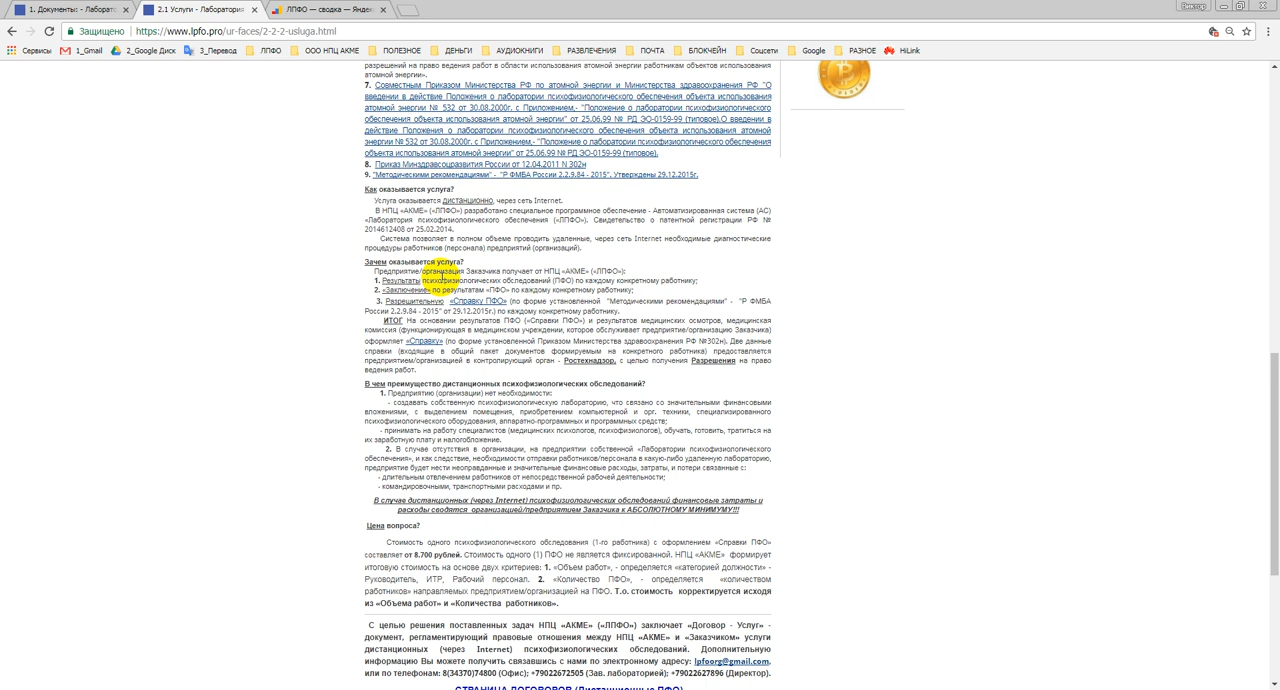 Виктор
1. Документы: - Лаборато
2.1 Услуги - Лаборатория
ЛПФО — сводка — Яндекс
Защищено
https://www.lpfo.pro/ur-faces/2-2-2-usluga.html
Сервисы 1_Gmail 2_Google Диск 3_Перевод ЛПФО ООО НПЦ АКМЕ ПОЛЕЗНОЕ ДЕНЬГИ АУДИОКНИГИ РАЗВЛЕЧЕНИЯ ПОЧТА БЛОКЧЕЙН Соцсети Google РАЗНОЕ HiLink
разрешений на право ведения работ в области использования атомной энергии работникам объектов использования
атомной энергии».
7. Совместным Приказом Министерства РФ по атомной энергии и Министерства здравоохранения РФ "О
введении в действие Положения о лаборатории психофизиологического обеспечения объекта использования
атомной энергии № 532 от 30.08.2000г. с Приложением,- "Положение о лаборатории психофизиологического
обеспечения объекта использования атомной энергии" от 25.06.99 № РД ЭО-0159-99 (типовое).О введении в
действие Положения о лаборатории психофизиологического обеспечения объекта использования атомной
энергии № 532 от 30.08.2000г. с Приложением,- "Положение о лаборатории психофизиологического обеспечения
объекта использования атомной энергии" от 25.06.99 № РД ЭО-0159-99 (типовое).
8. Приказ Минздравсоцразвития России от 12.04.2011 N 302н
9. "Методическими рекомендациями" - "Р ФМБА России 2.2.9.84 - 2015". Утверждены 29.12.2015г.
Как оказывается услуга?
Услуга оказывается дистанционно, через сеть Internet.
В НПЦ «АКМЕ» («ЛПФО») разработано специальное программное обеспечение - Автоматизированная система (АС)
«Лаборатория психофизиологического обеспечения («ЛПФО»). Свидетельство о патентной регистрации РФ №
2014612408 от 25.02.2014.
Система позволяет в полном объеме проводить удаленные, через сеть Internet необходимые диагностические
процедуры работников (персонала) предприятий (организаций).
Зачем оказывается услуга?
Предприятие/организация Заказчика получает от НПЦ «АКМЕ» («ЛПФО»):
1. Результаты психофизиологических обследований (ПФО) по каждому конкретному работнику;
2. «Заключение» по результатам «ПФО» по каждому конкретному работнику;
3. Разрешительную «Справку ПФО» (по форме установленной "Методическими рекомендациями" - "Р ФМБА
России 2.2.9.84 - 2015" от 29.12.2015г.) по каждому конкретному работнику.
ИТОГ На основании результатов ПФО («Справки ПФО») и результатов медицинских осмотров, медицинская
комиссия (функционирующая в медицинском учреждении, которое обслуживает предприятие/организацию Заказчика)
оформляет «Справку» (по форме установленной Приказом Министерства здравоохранения РФ №302н). Две данные
справки (входящие в общий пакет документов формируемым на конкретного работника) предоставляется
предприятием/организацией в контролирующий орган - Ростехнадзор, с целью получения Разрешения на право
ведения работ.
В чем преимущество дистанционных психофизиологических обследований?
1. Предприятию (организации) нет необходимости:
- создавать собственную психофизиологическую лабораторию, что связано со значительными финансовыми
вложениями, с выделением помещения, приобретением компьютерной и орг. техники, специализированного
психофизиологического оборудования, аппаратно-программных и программных средств;
- принимать на работу специалистов (медицинских психологов, психофизиологов), обучать, готовить, тратиться на
их заработную плату и налогобложение.
2. В случае отсутствия в организации, на предприятии собственной «Лаборатории психофизиологического
обеспечения», и как следствие, необходимости отправки работников/персонала в какую-либо удаленную лабораторию,
предприятие будет нести неоправданные и значительные финансовые расходы, затраты, и потери связанные с:
- длительным отвлечением работников от непосредственной рабочей деятельности;
- командировочными, транспортными расходами и пр.
В случае дистанционных (через Internet) психофизиологических обследований финансовые затраты и
расходы сводятся организацией/предприятием Заказчика к АБСОЛЮТНОМУ МИНИМУМУ!!!
Цена вопроса?
Стоимость одного психофизиологического обследования (1-го работника) с оформлением «Справки ПФО»
составляет от 8.700 рублей. Стоимость одного (1) ПФО не является фиксированной. НПЦ «АКМЕ» формирует
итоговую стоимость на основе двух критериев: 1. «Объем работ», - определяется «категорией должности» -
Руководитель, ИТР, Рабочий персонал. 2. «Количество ПФО», - определяется «количеством
работников» направляемых предприятием/организацией на ПФО. Т.о. стоимость корректируется исходя
из «Объема работ» и «Количества работников».
С целью решения поставленных задач НПЦ «АКМЕ» («ЛПФО») заключает «Договор - Услуг» -
документ, регламентирующий правовые отношения между НПЦ «АКМЕ» и «Заказчиком» услуги
дистанционных (через Internet) психофизиологических обследований. Дополнительную
информацию Вы можете получить связавшись с нами по электронному адресу: lpfoorg@gmail.com,
или по телефонам: 8(34370)74800 (Офис); +79022672505 (Зав. лабораторией); +79022627896 (Директор).
СТРАНИЦА ДОГОВОРОВ (Дистанционные ПФО)